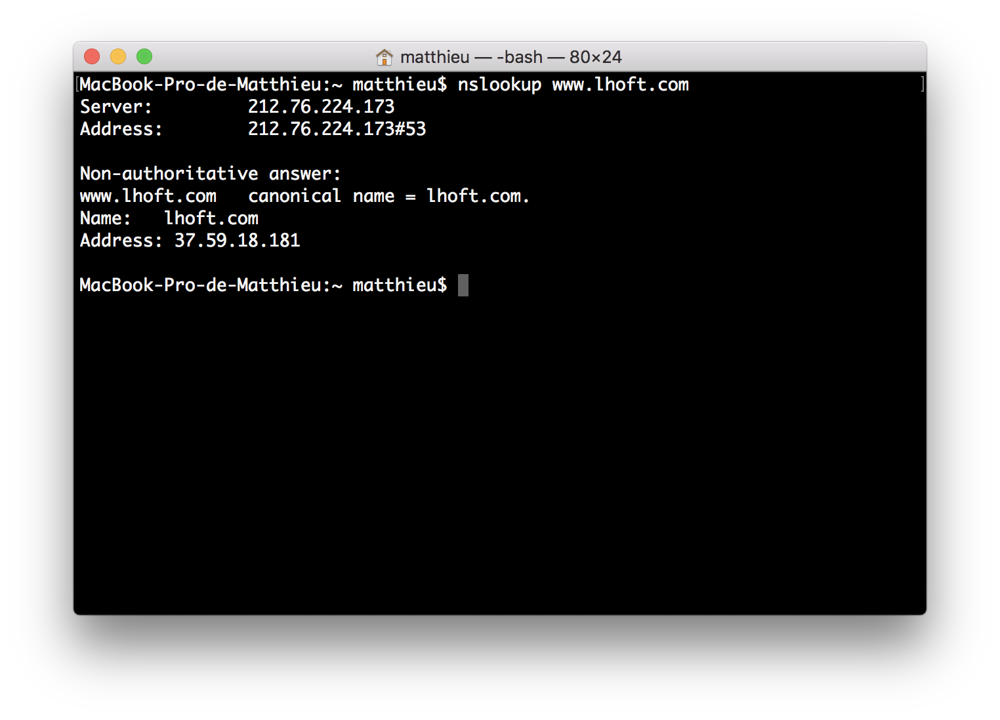 matthieu — -bash — 80×24
[MacBook-Pro-de-Matthieu:~ matthieu$ nslookup www.lhoft.com ]
Server:         212.76.224.173
Address:        212.76.224.173#53
Non-authoritative answer:
www.lhoft.com   canonical name = lhoft.com.
Name:   lhoft.com
Address: 37.59.18.181
MacBook-Pro-de-Matthieu:~ matthieu$